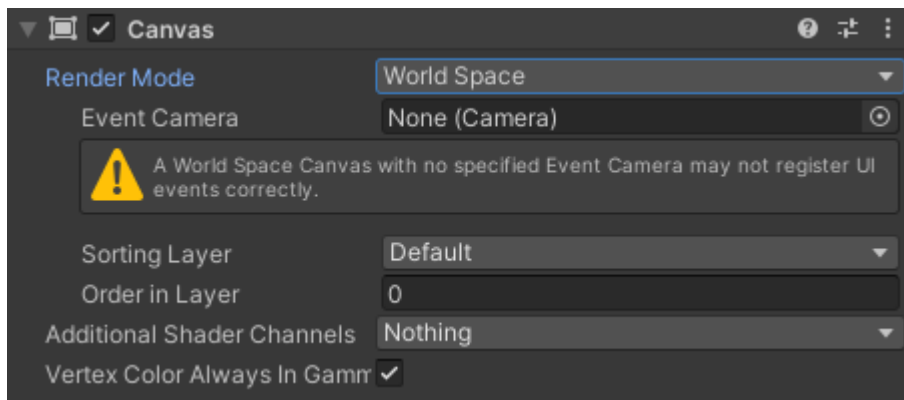 Canvas
Render Mode World Space
Event Camera None (Camera)
A World Space Canvas with no specified Event Camera may not register UI
events correctly.
Sorting Layer Default
Order in Layer 0
Additional Shader Channels Nothing
Vertex Color Always In Gamm